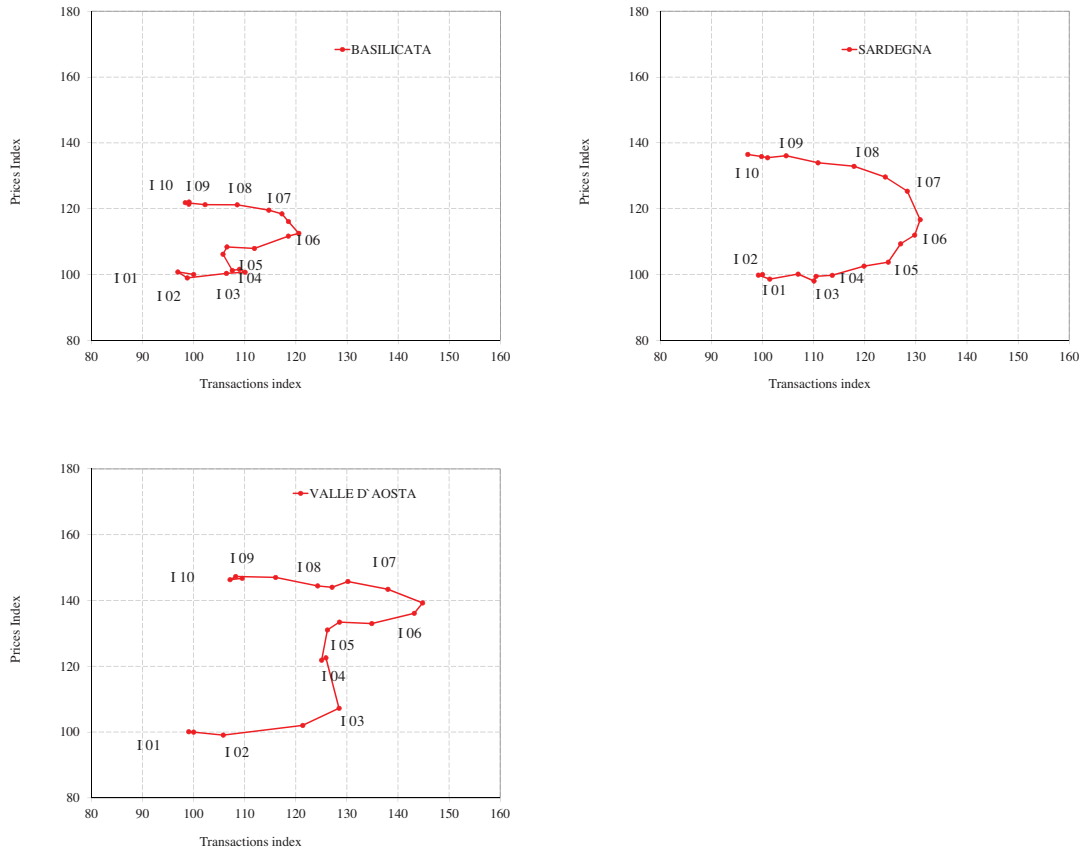 BASILICATA
180
160
140
120
100
80
Prices Index
I 10
I 09
I 08
I 07
I 06
I 05
I 04
I 03
I 02
I 01
80 90 100 110 120 130 140 150 160
Transactions index
SARDEGNA
180
160
140
120
100
80
Prices Index
I 09
I 08
I 10
I 07
I 06
I 02
I 05
I 04
I 01
I 03
80 90 100 110 120 130 140 150 160
Transactions index
VALLE D`AOSTA
180
160
140
120
100
80
Prices Index
I 09
I 07
I 08
I 10
I 06
I 05
I 04
I 03
I 01
I 02
80 90 100 110 120 130 140 150 160
Transactions index